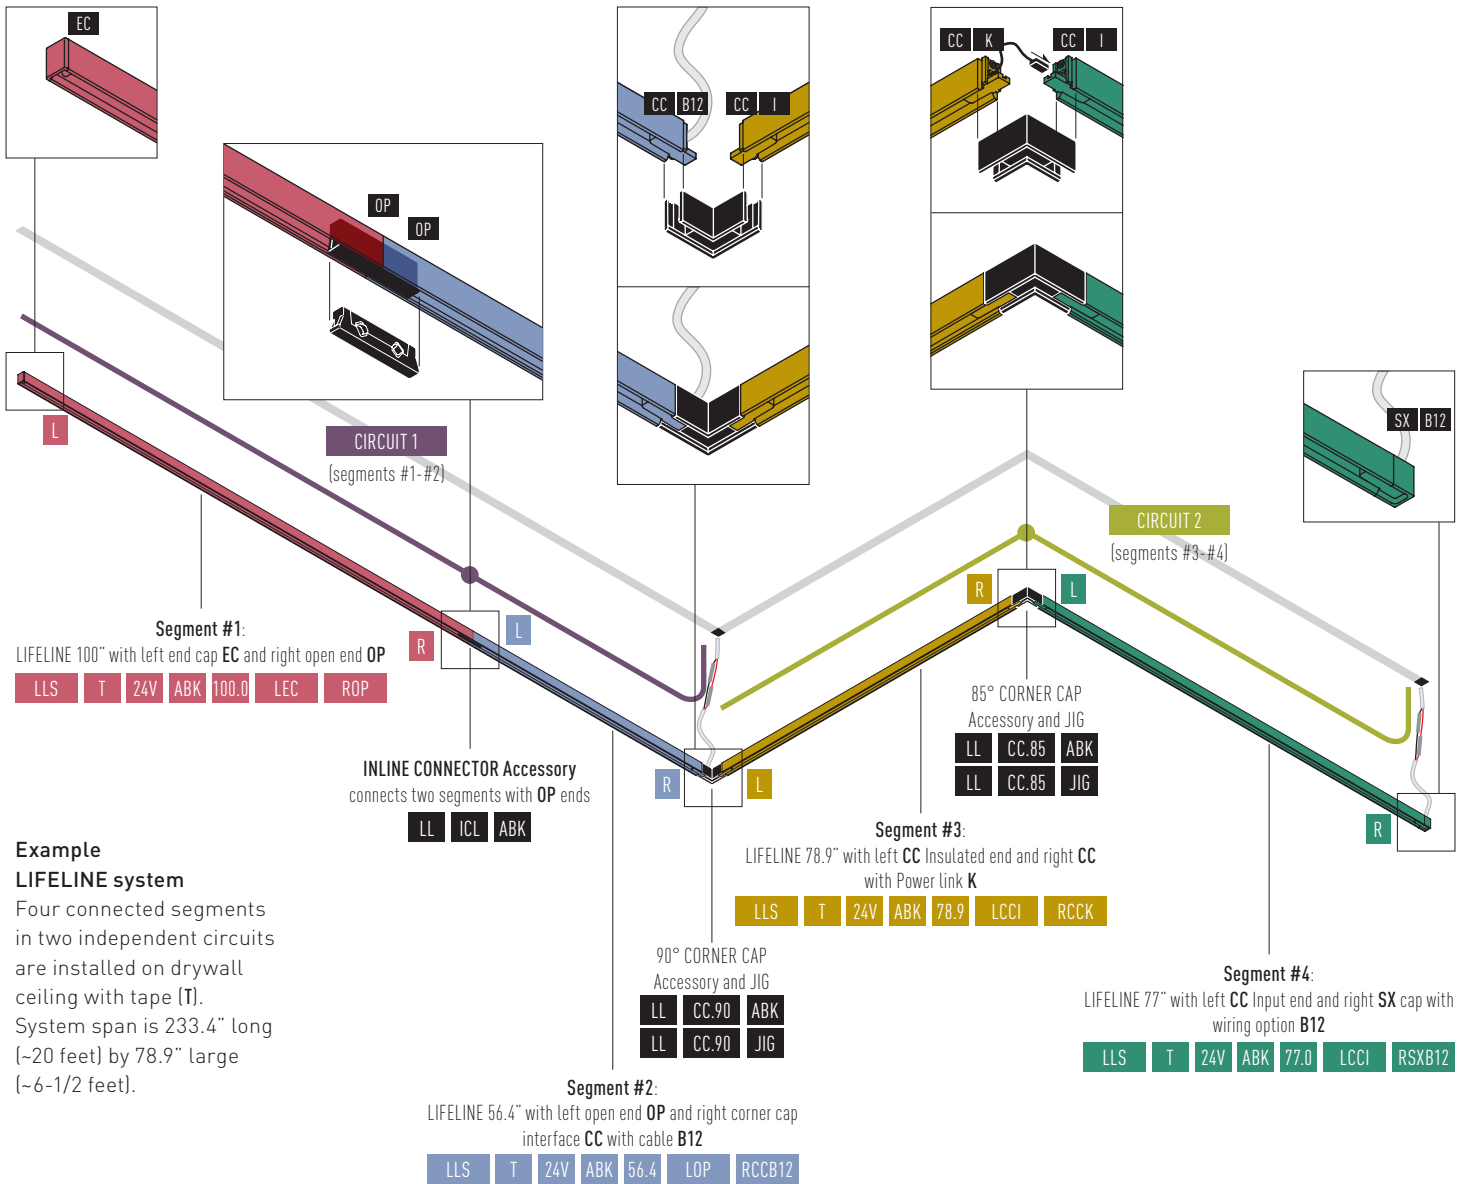 EC
OP
OP
CC B12 CC I
CC K CC I
SX B12
L
CIRCUIT 1
(segments #1-#2)
CIRCUIT 2
(segments #3-#4)
R L
R L
R L
R
Segment #1:
LIFELINE 100" with left end cap EC and right open end OP
LLS T 24V ABK 100.0 LEC ROP
INLINE CONNECTOR Accessory
connects two segments with OP ends
LL ICL ABK
85° CORNER CAP
Accessory and JIG
LL CC.85 ABK
LL CC.85 JIG
Segment #3:
LIFELINE 78.9" with left CC Insulated end and right CC
with Power link K
LLS T 24V ABK 78.9 LCCI RCCK
Example
LIFELINE system
Four connected segments
in two independent circuits
are installed on drywall
ceiling with tape (T).
System span is 233.4" long
(~20 feet) by 78.9" large
(~6-1/2 feet).
90° CORNER CAP
Accessory and JIG
LL CC.90 ABK
LL CC.90 JIG
Segment #4:
LIFELINE 77" with left CC Input end and right SX cap with
wiring option B12
LLS T 24V ABK 77.0 LCCI RSXB12
Segment #2:
LIFELINE 56.4" with left open end OP and right corner cap
interface CC with cable B12
LLS T 24V ABK 56.4 LOP RCCB12